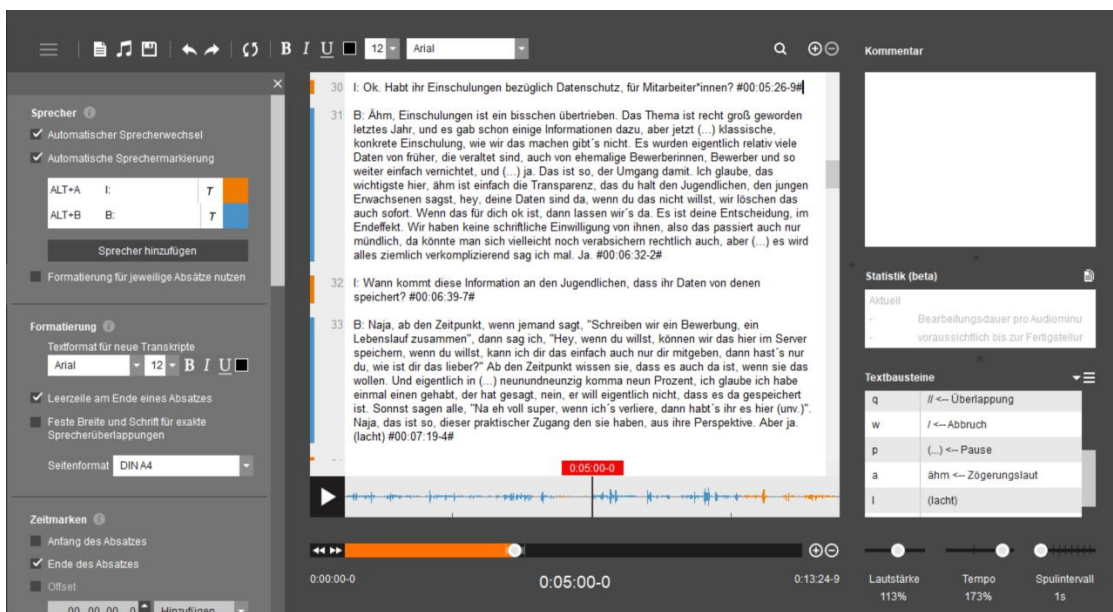 B I U 12 Arial
Kommentar
Sprecher
Automatischer Sprecherwechsel
Automatische Sprechermarkierung
ALT+A I: T
ALT+B B: T
Sprecher hinzufügen
Formatierung für jeweilige Absätze nutzen
Formatierung
Textformat für neue Transkripte
Arial 12 B I U
Leerzeile am Ende eines Absatzes
Feste Breite und Schrift für exakte
Sprecherüberlappungen
Seitenformat DIN A4
Zeitmarken
Anfang des Absatzes
Ende des Absatzes
Offset
00 00 00 0 Hinzufügen
30 I: Ok. Habt ihr Einschulungen bezüglich Datenschutz, für Mitarbeiter*innen? #00:05:26-9#
31 B: Ähm, Einschulungen ist ein bisschen übertrieben. Das Thema ist recht groß geworden
letztes Jahr, und es gab schon einige Informationen dazu, aber jetzt (...) klassische,
konkrete Einschulung, wie wir das machen gibt´s nicht. Es wurden eigentlich relativ viele
Daten von früher, die veraltet sind, auch von ehemalige Bewerberinnen, Bewerber und so
weiter einfach vernichtet, und (...) ja. Das ist so, der Umgang damit. Ich glaube, das
wichtigste hier, ähm ist einfach die Transparenz, das du halt den Jugendlichen, den jungen
Erwachsenen sagst, hey, deine Daten sind da, wenn du das nicht willst, wir löschen das
auch sofort. Wenn das für dich ok ist, dann lassen wir´s da. Es ist deine Entscheidung, im
Endeffekt. Wir haben keine schriftliche Einwilligung von ihnen, also das passiert auch nur
mündlich, da könnte man sich vielleicht noch verabsichern rechtlich auch, aber (...) es wird
alles ziemlich verkomplizierend sag ich mal. Ja. #00:06:32-2#
32 I: Wann kommt diese Information an den Jugendlichen, dass ihr Daten von denen
speichert? #00:06:39-7#
33 B: Naja, ab den Zeitpunkt, wenn jemand sagt, "Schreiben wir ein Bewerbung, ein
Lebenslauf zusammen", dann sag ich, "Hey, wenn du willst, können wir das hier im Server
speichern, wenn du willst, kann ich dir das einfach auch nur dir mitgeben, dann hast´s nur
du, wie ist dir das lieber?" Ab den Zeitpunkt wissen sie, dass es auch da ist, wenn sie das
wollen. Und eigentlich in (...) neunundneunzig komma neun Prozent, ich glaube ich habe
einmal einen gehabt, der hat gesagt, nein, er will eigentlich nicht, dass es da gespeichert
ist. Sonst sagen alle, "Na eh voll super, wenn ich´s verliere, dann habt´s ihr es hier (unv.)".
Naja, das ist so, dieser praktischer Zugang den sie haben, aus ihre Perspektive. Aber ja.
(lacht) #00:07:19-4#
0:05:00-0
0:00:00-0 0:05:00-0 0:13:24-9
Statistik (beta)
Aktuell
- Bearbeitungsdauer pro Audiominu
- voraussichtlich bis zur Fertigstellur
Textbausteine
q // <-- Überlappung
w / <-- Abbruch
p (...) <-- Pause
a ähm <-- Zögerungslaut
l (lacht)
Lautstärke Tempo Spulintervall
113% 173% 1s